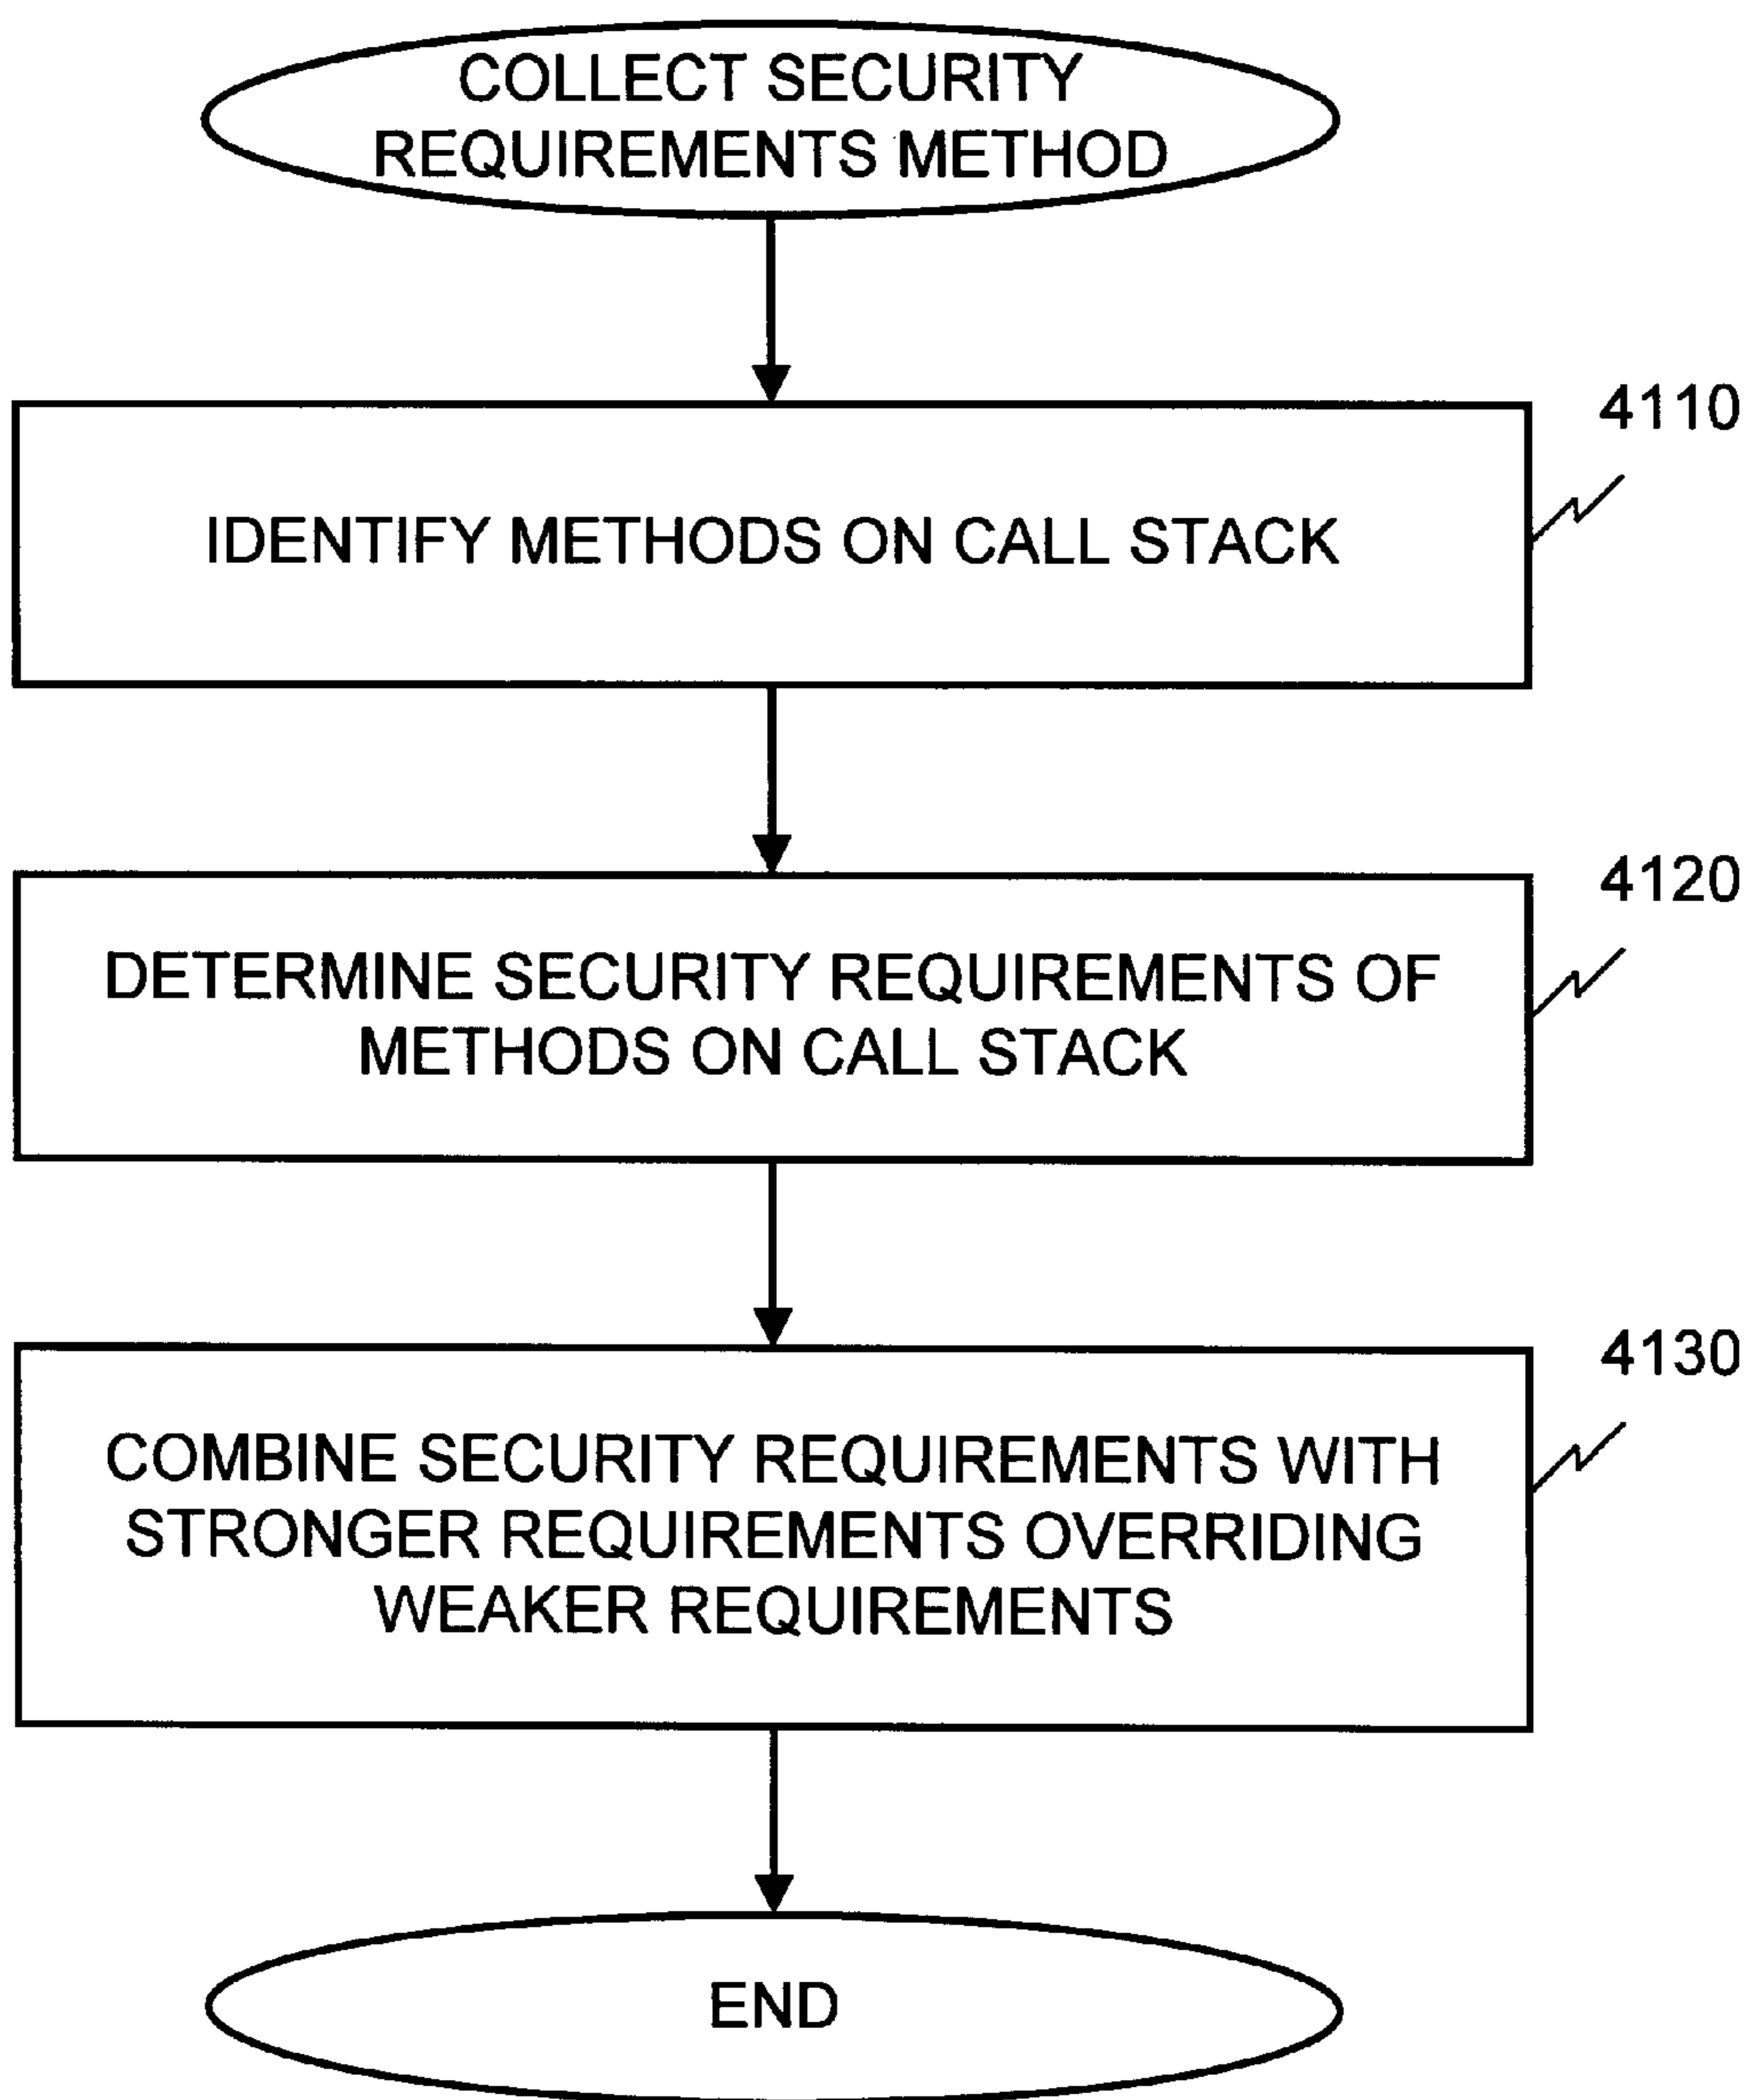 COLLECT SECURITY
REQUIREMENTS METHOD
4110
IDENTIFY METHODS ON CALL STACK
4120
DETERMINE SECURITY REQUIREMENTS OF
METHODS ON CALL STACK
4130
COMBINE SECURITY REQUIREMENTS WITH
STRONGER REQUIREMENTS OVERRIDING
WEAKER REQUIREMENTS
END